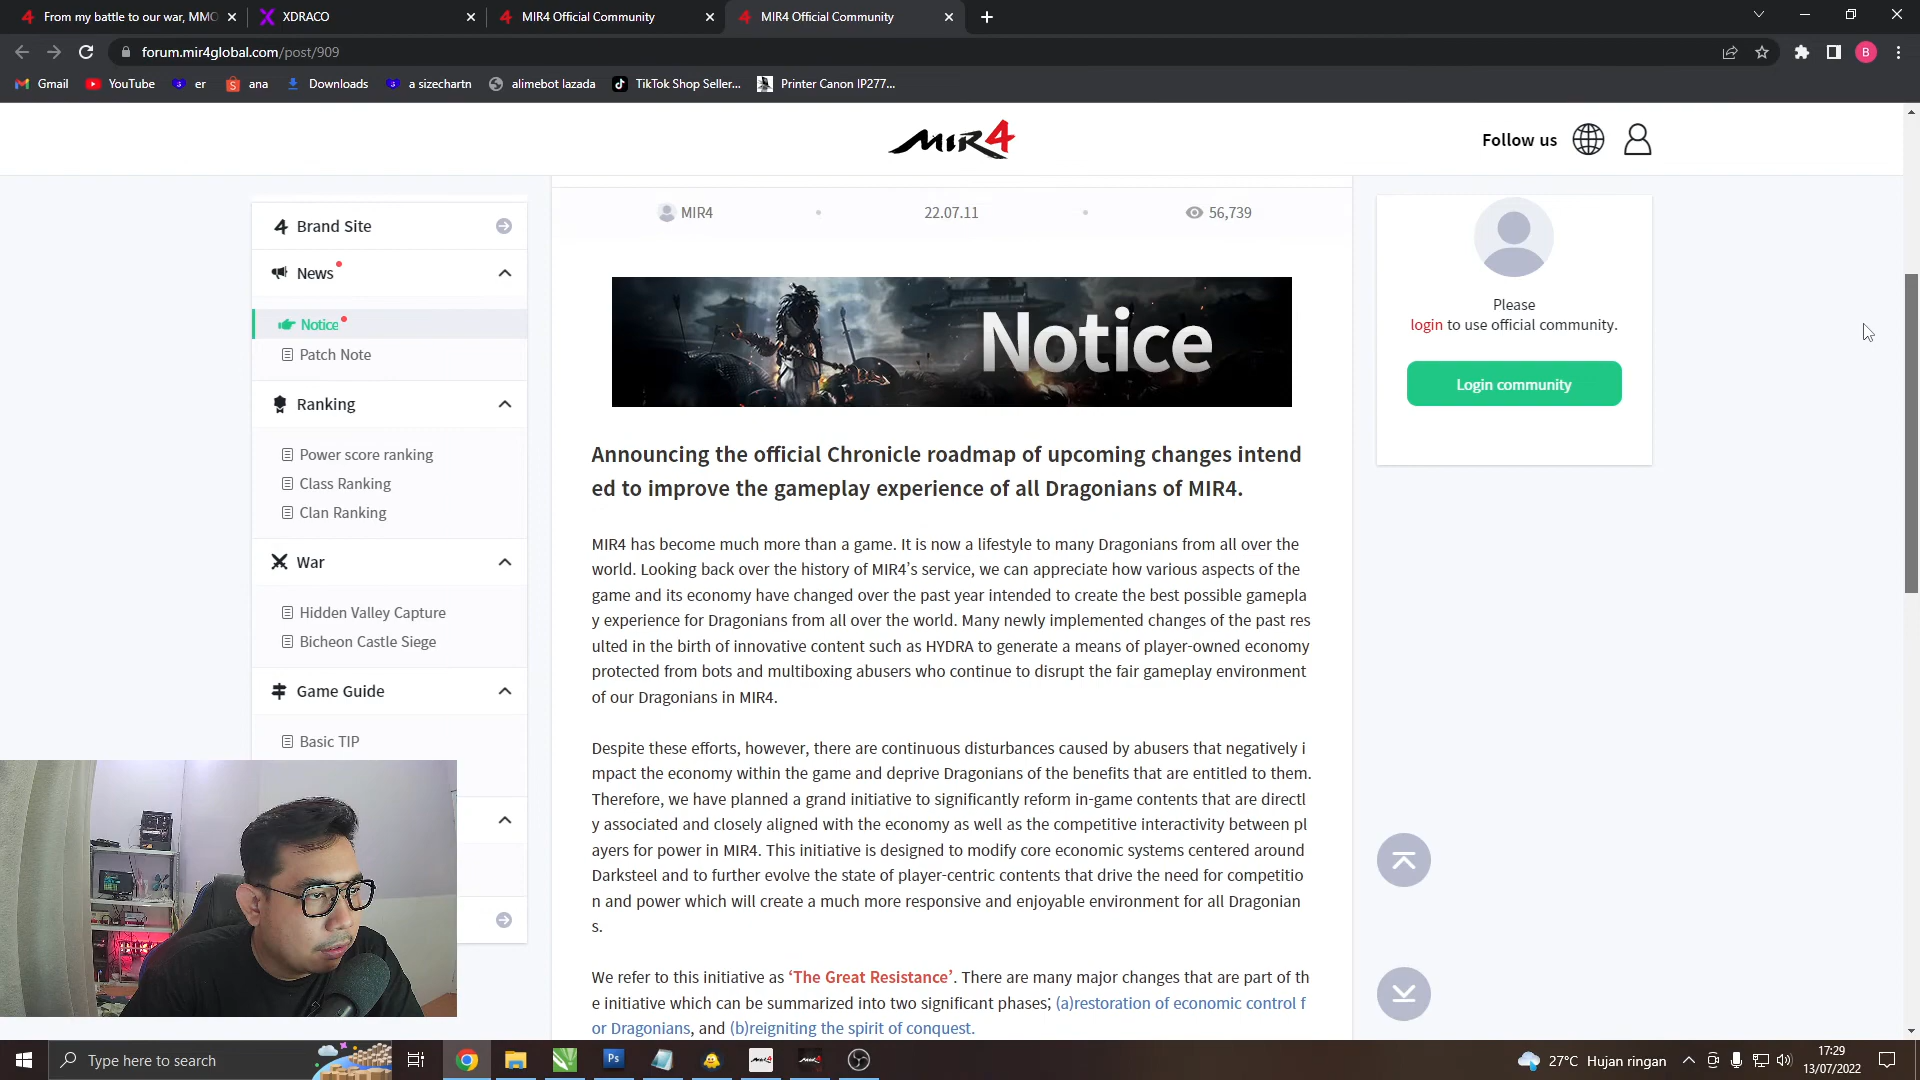 From my battle to our war, MMO
XDRACO
MIR4 Official Community
MIR4 Official Community
forum.mir4global.com/post/909
B
Gmail
YouTube
er
ana
Downloads
a sizechartn
alimebot lazada
TikTok Shop Seller...
Printer Canon IP277...
MIR4
Follow us
Brand Site
News
Notice
Patch Note
Ranking
Power score ranking
Class Ranking
Clan Ranking
War
Hidden Valley Capture
Bicheon Castle Siege
Game Guide
Basic TIP
MIR4
22.07.11
56,739
Notice
Announcing the official Chronicle roadmap of upcoming changes intend
ed to improve the gameplay experience of all Dragonians of MIR4.
MIR4 has become much more than a game. It is now a lifestyle to many Dragonians from all over the
world. Looking back over the history of MIR4's service, we can appreciate how various aspects of the
game and its economy have changed over the past year intended to create the best possible gamepla
y experience for Dragonians from all over the world. Many newly implemented changes of the past res
ulted in the birth of innovative content such as HYDRA to generate a means of player-owned economy
protected from bots and multiboxing abusers who continue to disrupt the fair gameplay environment
of our Dragonians in MIR4.
Despite these efforts, however, there are continuous disturbances caused by abusers that negatively i
mpact the economy within the game and deprive Dragonians of the benefits that are entitled to them.
Therefore, we have planned a grand initiative to significantly reform in-game contents that are directl
y associated and closely aligned with the economy as well as the competitive interactivity between pl
ayers for power in MIR4. This initiative is designed to modify core economic systems centered around
Darksteel and to further evolve the state of player-centric contents that drive the need for competitio
n and power which will create a much more responsive and enjoyable environment for all Dragonian
s.
We refer to this initiative as 'The Great Resistance'. There are many major changes that are part of th
e initiative which can be summarized into two significant phases; (a)restoration of economic control f
or Dragonians, and (b)reigniting the spirit of conquest.
Please
login to use official community.
Login community
Type here to search
Ps
27°C Hujan ringan
17:29
13/07/2022